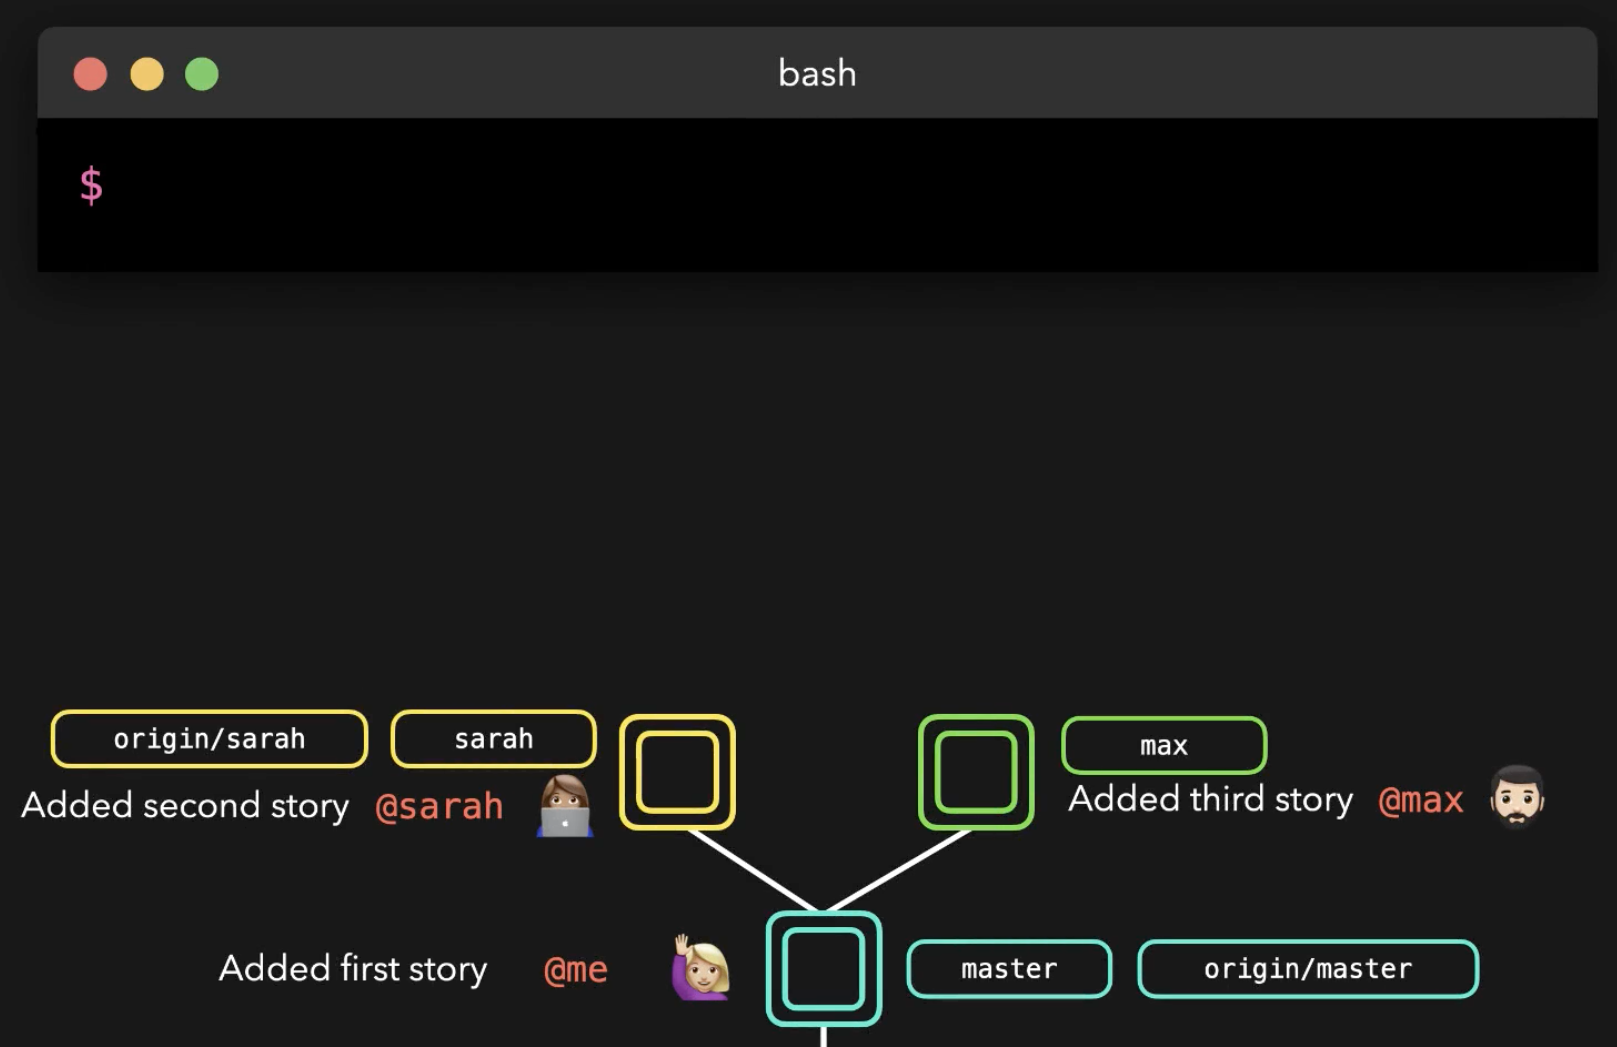 bash
$
origin/sarah sarah
Added second story @sarah
max
Added third story @max
Added first story @me
master origin/master